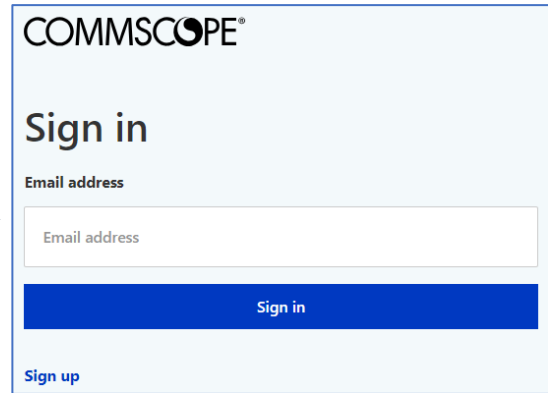 COMMSCOPE®
Sign in
Email address
Email address
Sign in
Sign up